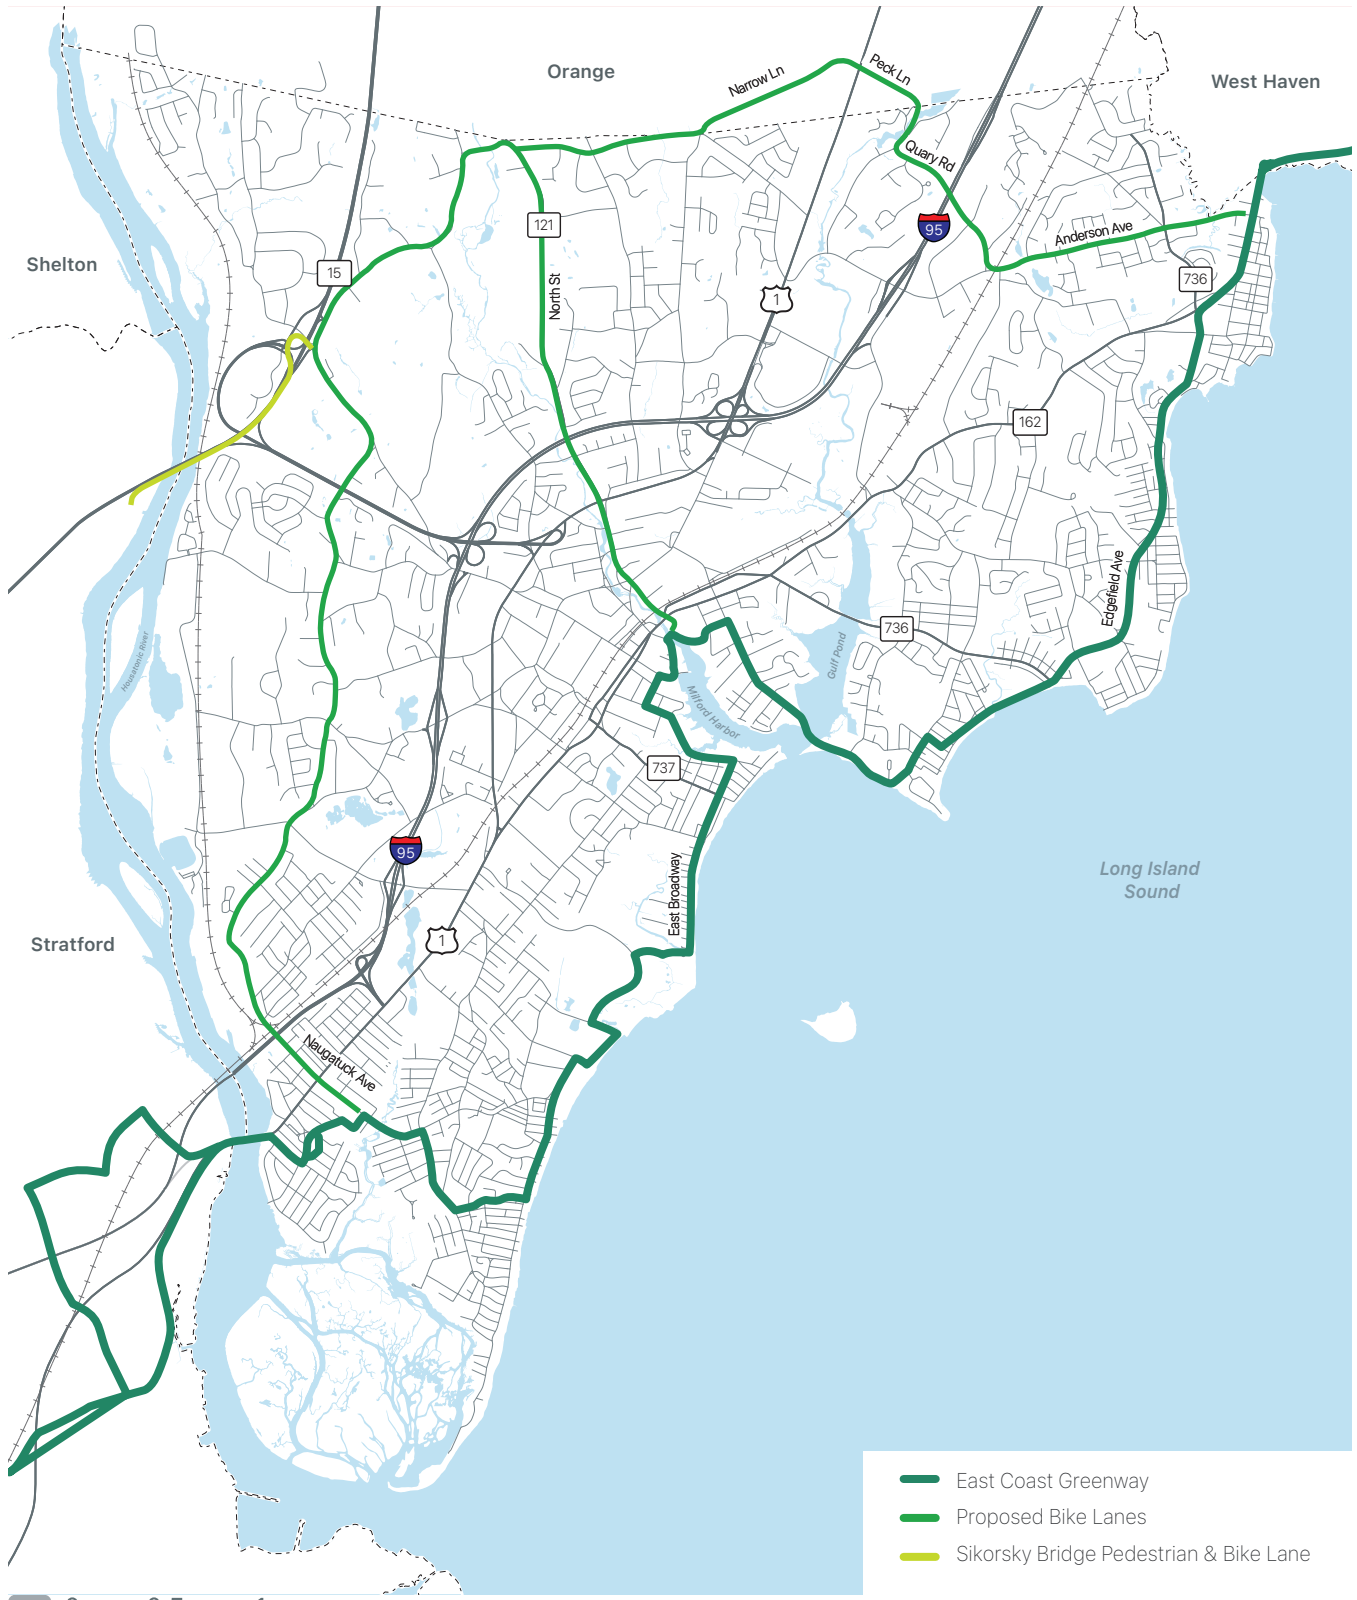 Orange
West Haven
Narrow Ln
Peck Ln
Quary Rd
121
95
Anderson Ave
Shelton
15
736
North St
1
162
Edgefield Ave
Housatonic River
736
Gulf Pond
Milford Harbor
737
95
East Broadway
Long Island
Sound
Stratford
1
Naugatuck Ave
East Coast Greenway
Proposed Bike Lanes
Sikorsky Bridge Pedestrian & Bike Lane